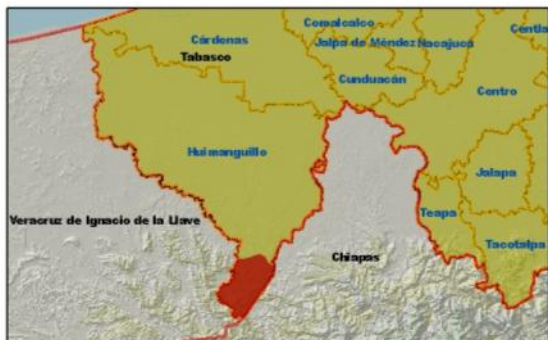 Comalcalco
Centla
Cárdenas
Jalpa de Méndez
Nacajuca
Tabasco
Cunduacán
Centro
Huimanguillo
Jalapa
Veracruz de Ignacio de la Llave
Teapa
Tacotalpa
Chiapas